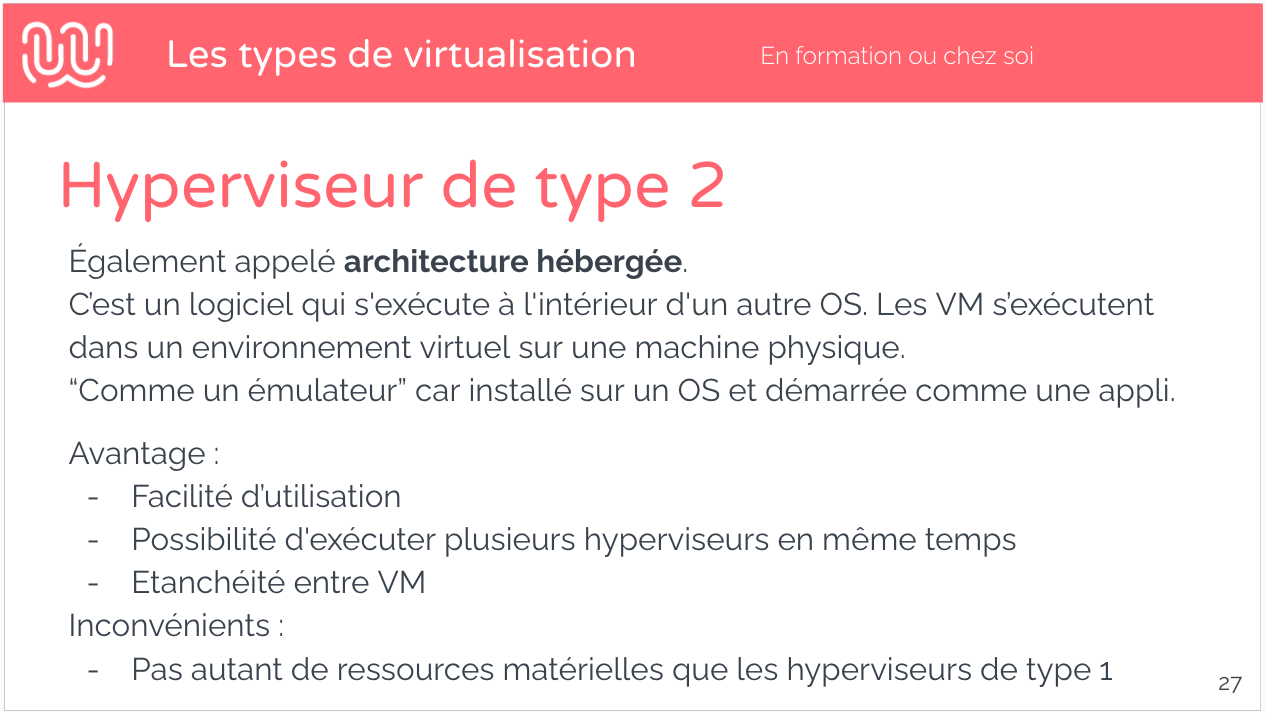 Les types de virtualisation
En formation ou chez soi
Hyperviseur de type 2
Également appelé architecture hébergée.
C’est un logiciel qui s'exécute à l'intérieur d'un autre OS. Les VM s’exécutent
dans un environnement virtuel sur une machine physique.
“Comme un émulateur” car installé sur un OS et démarrée comme une appli.
Avantage :
- Facilité d’utilisation
- Possibilité d'exécuter plusieurs hyperviseurs en même temps
- Etanchéité entre VM
Inconvénients :
- Pas autant de ressources matérielles que les hyperviseurs de type 1
27